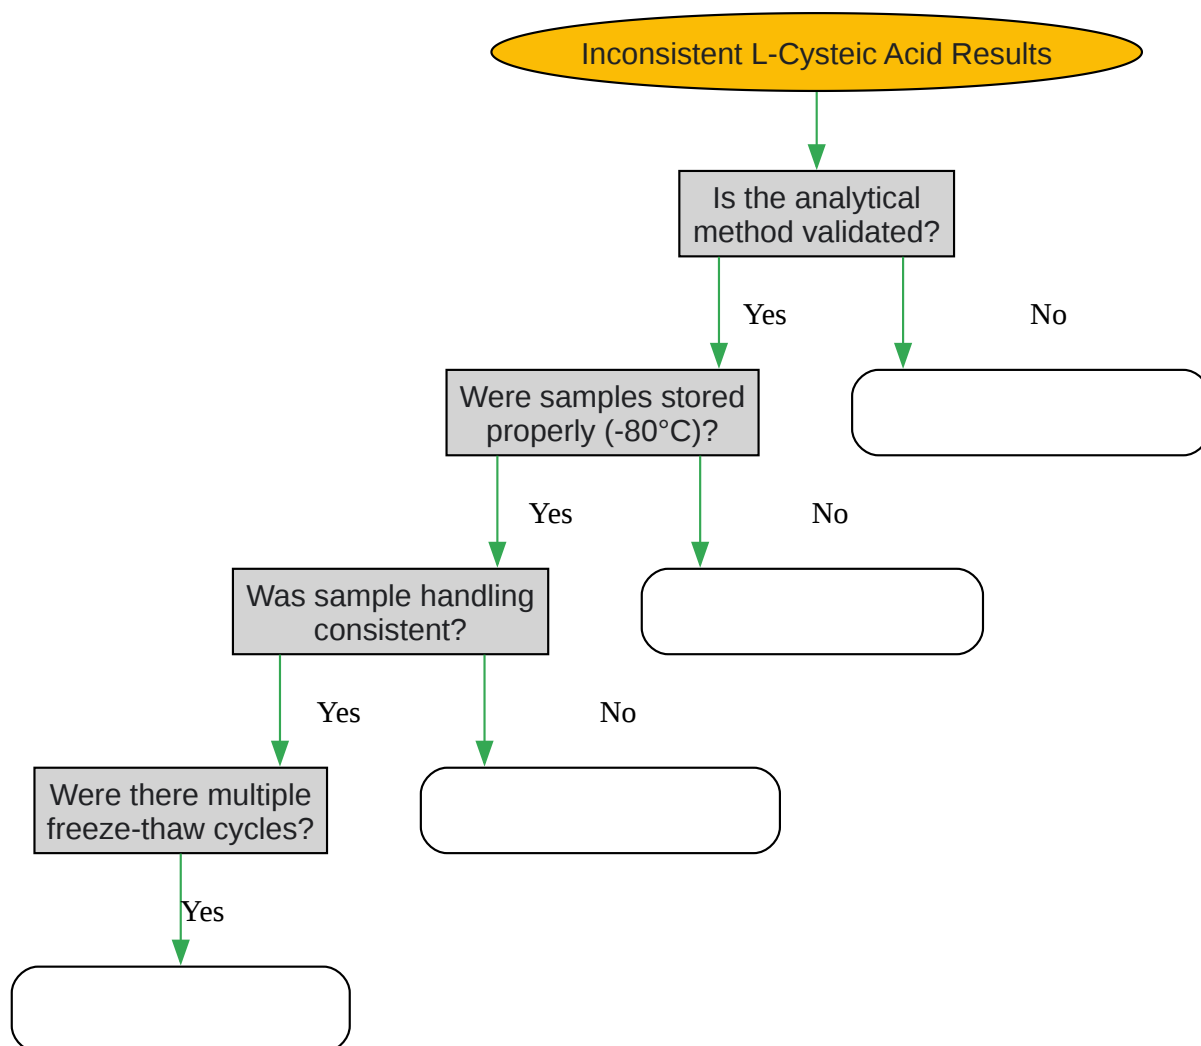 Inconsistent L-Cysteic Acid Results
Is the analytical
method validated?
Yes
No
Were samples stored
properly (-80°C)?
Yes
No
Was sample handling
consistent?
Yes
No
Were there multiple
freeze-thaw cycles?
Yes